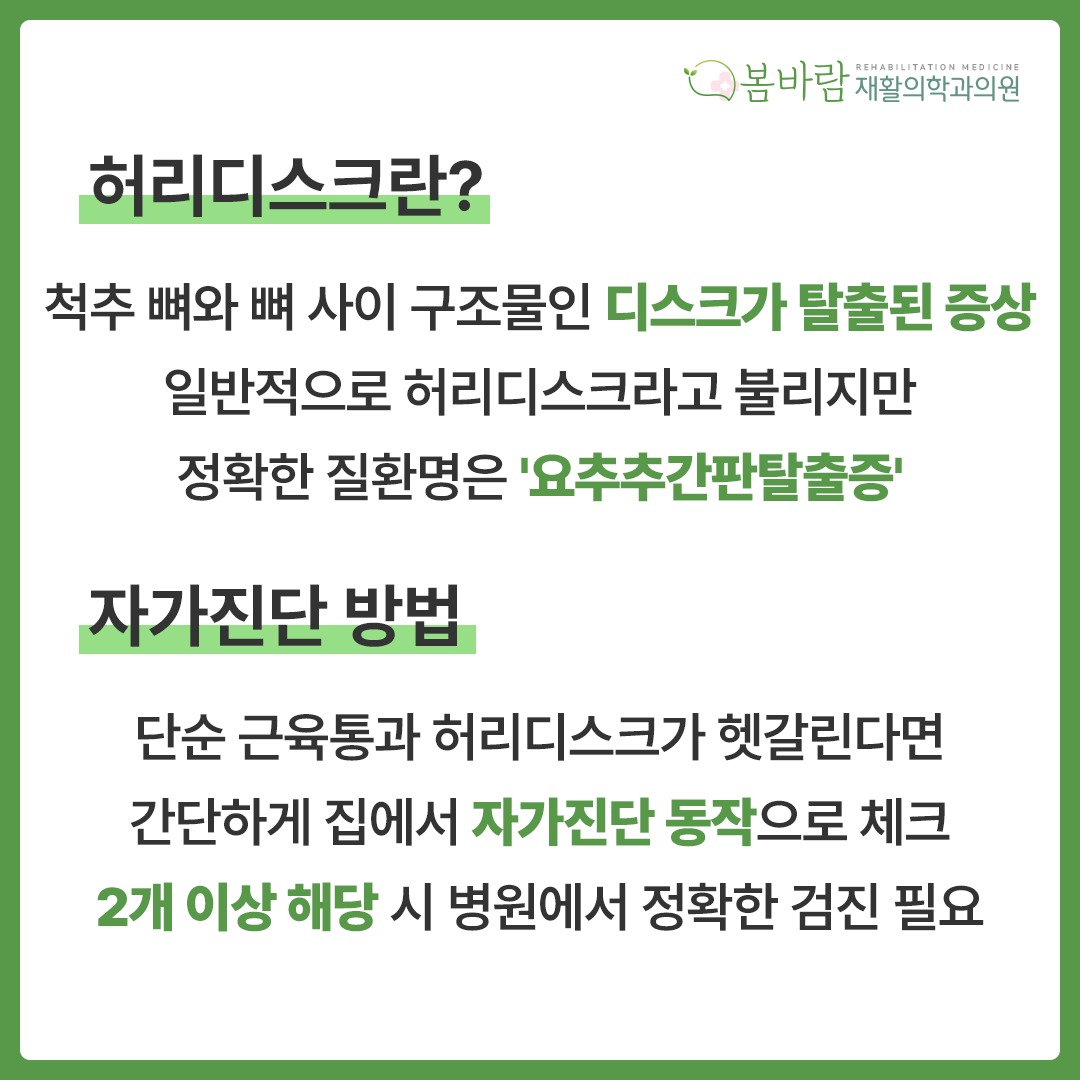 봄바람 REHABILITATION MEDICINE
재활의학과의원
허리디스크란?
척추 뼈와 뼈 사이 구조물인 디스크가 탈출된 증상
일반적으로 허리디스크라고 불리지만
정확한 질환명은 '요추추간판탈출증'
자가진단 방법
단순 근육통과 허리디스크가 헷갈린다면
간단하게 집에서 자가진단 동작으로 체크
2개 이상 해당 시 병원에서 정확한 검진 필요